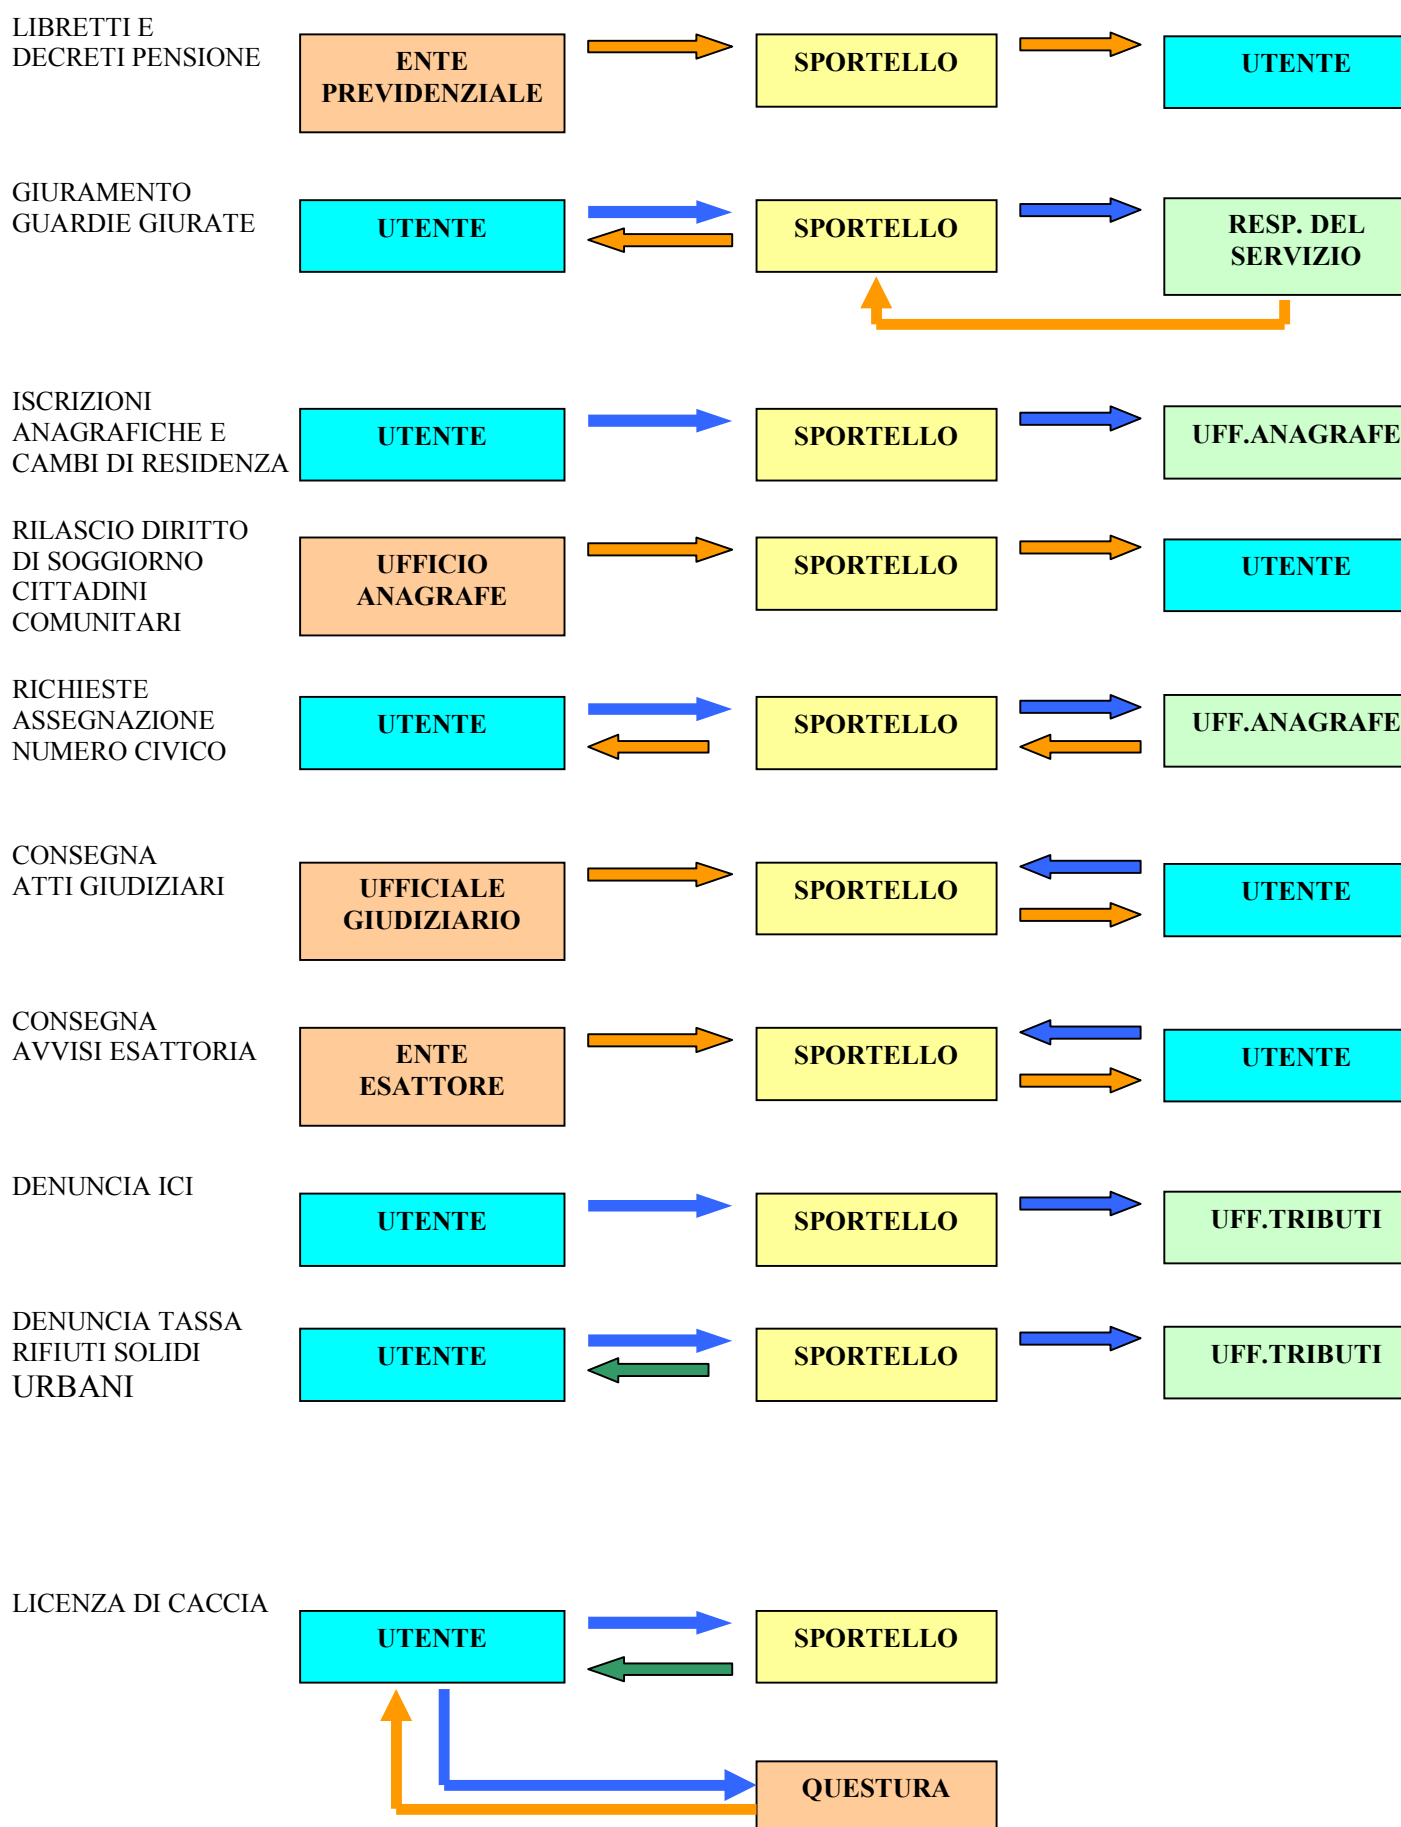 LIBRETTI E
DECRETI PENSIONE
ENTE
PREVIDENZIALE
SPORTELLO
UTENTE
GIURAMENTO
GUARDIE GIURATE
UTENTE
SPORTELLO
RESP. DEL
SERVIZIO
ISCRIZIONI
ANAGRAFICHE E
CAMBI DI RESIDENZA
UTENTE
SPORTELLO
UFF.ANAGRAFE
RILASCIO DIRITTO
DI SOGGIORNO
CITTADINI
COMUNITARI
UFFICIO
ANAGRAFE
SPORTELLO
UTENTE
RICHIESTE
ASSEGNAZIONE
NUMERO CIVICO
UTENTE
SPORTELLO
UFF.ANAGRAFE
CONSEGNA
ATTI GIUDIZIARI
UFFICIALE
GIUDIZIARIO
SPORTELLO
UTENTE
CONSEGNA
AVVISI ESATTORIA
ENTE
ESATTORE
SPORTELLO
UTENTE
DENUNCIA ICI
UTENTE
SPORTELLO
UFF.TRIBUTI
DENUNCIA TASSA
RIFIUTI SOLIDI
URBANI
UTENTE
SPORTELLO
UFF.TRIBUTI
LICENZA DI CACCIA
UTENTE
SPORTELLO
QUESTURA